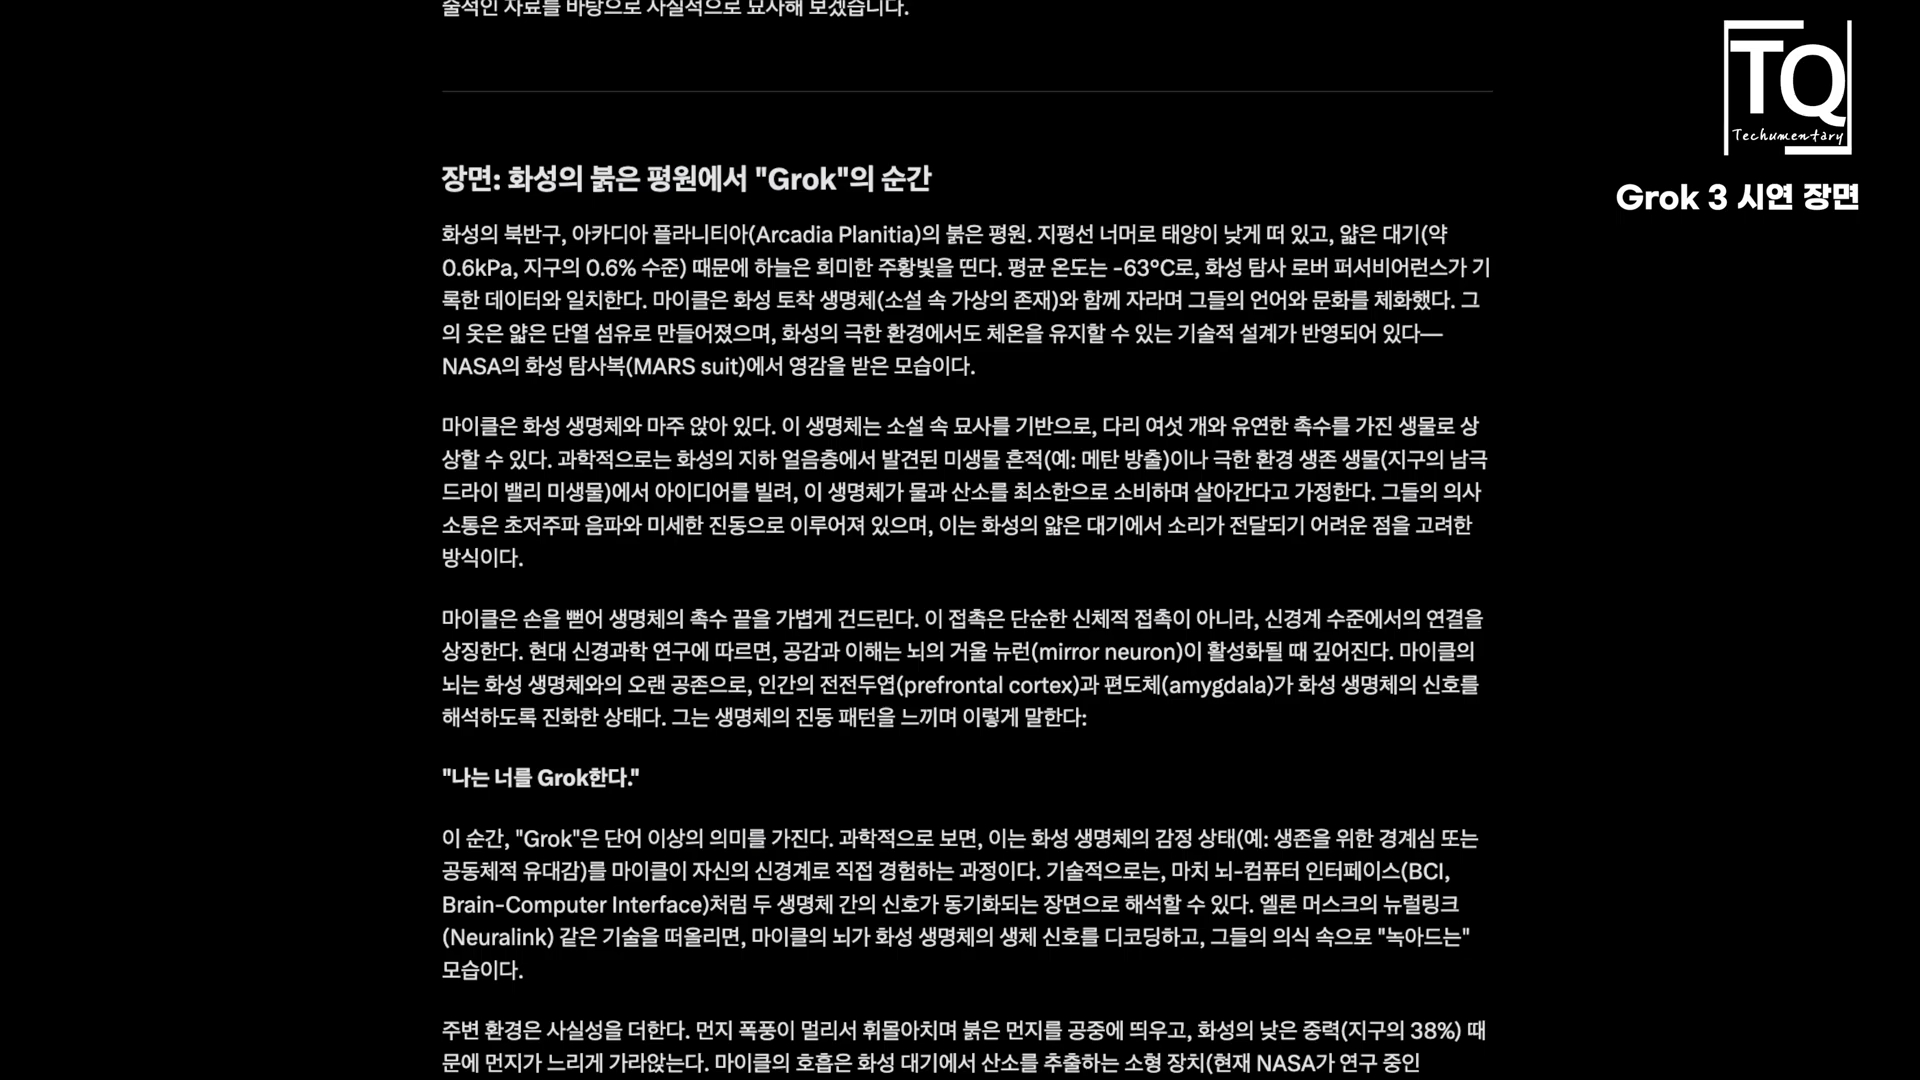 술적인 자료를 바탕으로 사실적으로 묘사해 보겠습니다.
TQ
Techumentary
Grok 3 시연 장면
장면: 화성의 붉은 평원에서 "Grok"의 순간
화성의 북반구, 아카디아 플라니티아(Arcadia Planitia)의 붉은 평원. 지평선 너머로 태양이 낮게 떠 있고, 얇은 대기(약
0.6kPa, 지구의 0.6% 수준) 때문에 하늘은 희미한 주황빛을 띤다. 평균 온도는 -63°C로, 화성 탐사 로버 퍼서비어런스가 기
록한 데이터와 일치한다. 마이클은 화성 토착 생명체(소설 속 가상의 존재)와 함께 자라며 그들의 언어와 문화를 체화했다. 그
의 옷은 얇은 단열 섬유로 만들어졌으며, 화성의 극한 환경에서도 체온을 유지할 수 있는 기술적 설계가 반영되어 있다—
NASA의 화성 탐사복(MARS suit)에서 영감을 받은 모습이다.
마이클은 화성 생명체와 마주 앉아 있다. 이 생명체는 소설 속 묘사를 기반으로, 다리 여섯 개와 유연한 촉수를 가진 생물로 상
상할 수 있다. 과학적으로는 화성의 지하 얼음층에서 발견된 미생물 흔적(예: 메탄 방출)이나 극한 환경 생존 생물(지구의 남극
드라이 밸리 미생물)에서 아이디어를 빌려, 이 생명체가 물과 산소를 최소한으로 소비하며 살아간다고 가정한다. 그들의 의사
소통은 초저주파 음파와 미세한 진동으로 이루어져 있으며, 이는 화성의 얇은 대기에서 소리가 전달되기 어려운 점을 고려한
방식이다.
마이클은 손을 뻗어 생명체의 촉수 끝을 가볍게 건드린다. 이 접촉은 단순한 신체적 접촉이 아니라, 신경계 수준에서의 연결을
상징한다. 현대 신경과학 연구에 따르면, 공감과 이해는 뇌의 거울 뉴런(mirror neuron)이 활성화될 때 깊어진다. 마이클의
뇌는 화성 생명체와의 오랜 공존으로, 인간의 전전두엽(prefrontal cortex)과 편도체(amygdala)가 화성 생명체의 신호를
해석하도록 진화한 상태다. 그는 생명체의 진동 패턴을 느끼며 이렇게 말한다:
"나는 너를 Grok한다."
이 순간, "Grok"은 단어 이상의 의미를 가진다. 과학적으로 보면, 이는 화성 생명체의 감정 상태(예: 생존을 위한 경계심 또는
공동체적 유대감)를 마이클이 자신의 신경계로 직접 경험하는 과정이다. 기술적으로는, 마치 뇌-컴퓨터 인터페이스(BCI,
Brain-Computer Interface)처럼 두 생명체 간의 신호가 동기화되는 장면으로 해석할 수 있다. 엘론 머스크의 뉴럴링크
(Neuralink) 같은 기술을 떠올리면, 마이클의 뇌가 화성 생명체의 생체 신호를 디코딩하고, 그들의 의식 속으로 "녹아드는"
모습이다.
주변 환경은 사실성을 더한다. 먼지 폭풍이 멀리서 휘몰아치며 붉은 먼지를 공중에 띄우고, 화성의 낮은 중력(지구의 38%) 때
문에 먼지가 느리게 가라앉는다. 마이클의 호흡은 화성 대기에서 산소를 추출하는 소형 장치(현재 NASA가 연구 중인